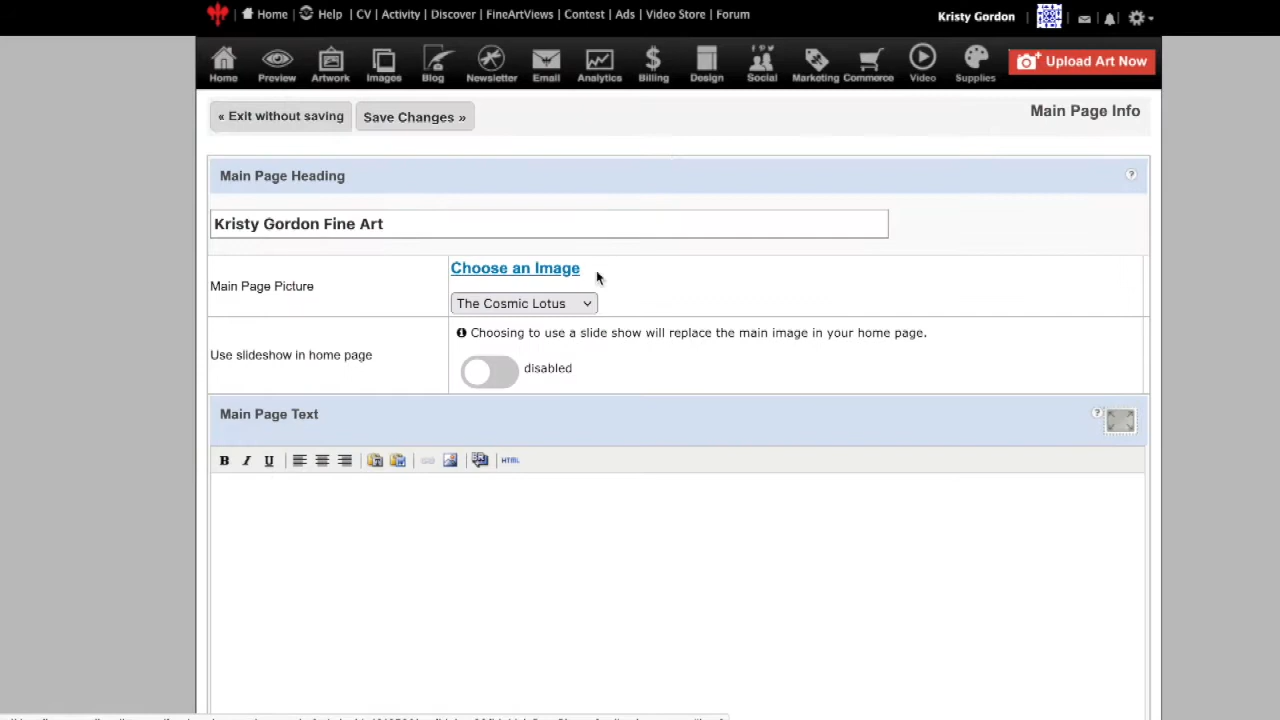 Home | Help | CV | Activity | Discover | FineArtViews | Contest | Ads | Video Store | Forum
Kristy Gordon
Home Preview Artwork Images Blog Newsletter Email Analytics Billing Design Social Marketing Commerce Video Supplies Upload Art Now
« Exit without saving Save Changes » Main Page Info
Main Page Heading ?
Kristy Gordon Fine Art
Choose an Image
Main Page Picture
The Cosmic Lotus
Choosing to use a slide show will replace the main image in your home page.
Use slideshow in home page
disabled
Main Page Text ?
B I U HTML